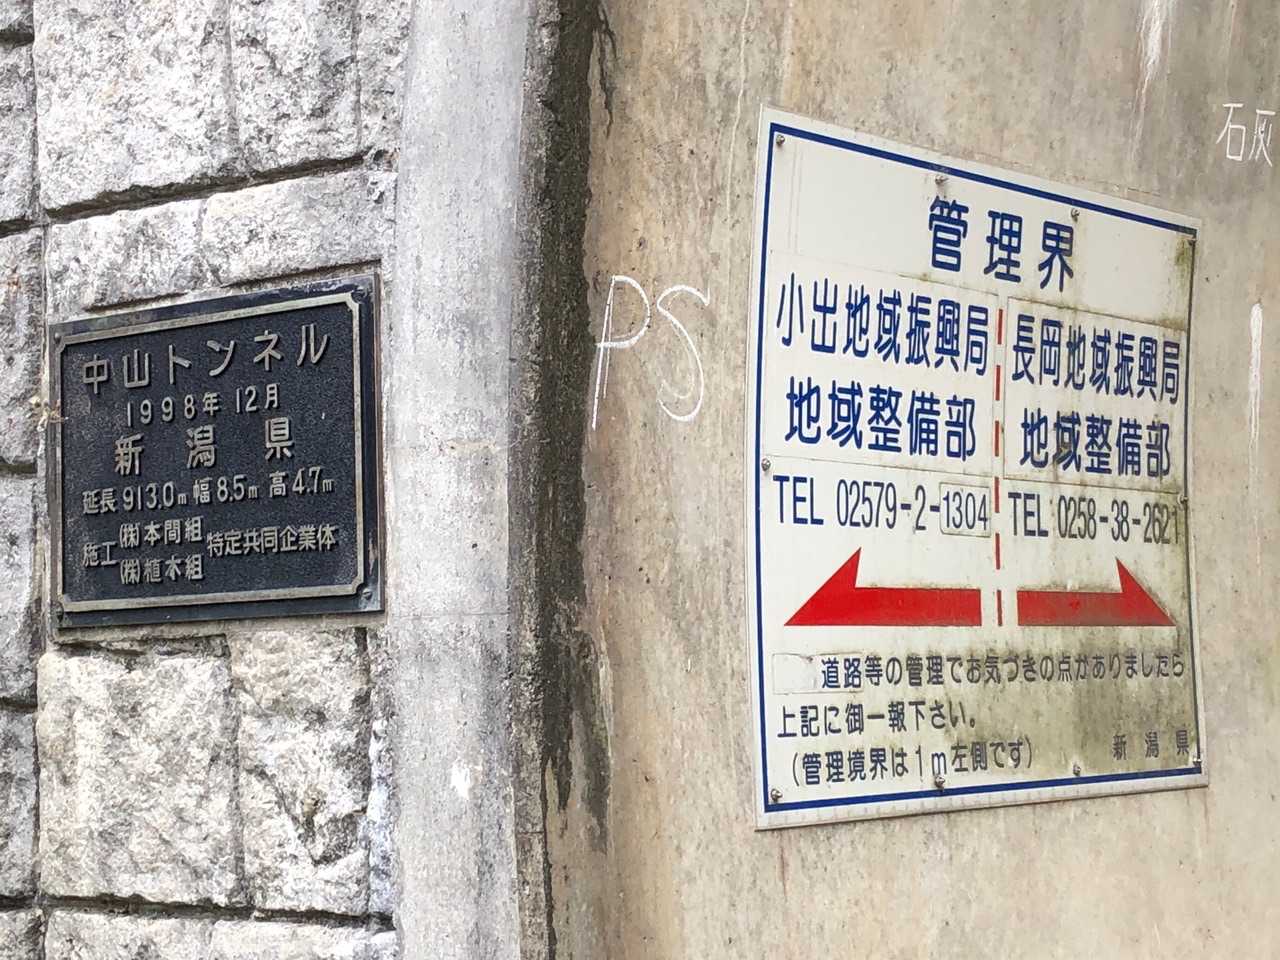 中山トンネル
1998年 12月
新潟県
延長 913.0m 幅 8.5m 高 4.7m
施工 (株)本間組 特定共同企業体
(株)植木組
PS
石灰
管理界
小出地域振興局
地域整備部
TEL 02579-2-1304
長岡地域振興局
地域整備部
TEL 0258-38-2621
道路等の管理でお気づきの点がありましたら
上記に御一報下さい。
(管理境界は1m左側です)
新潟県